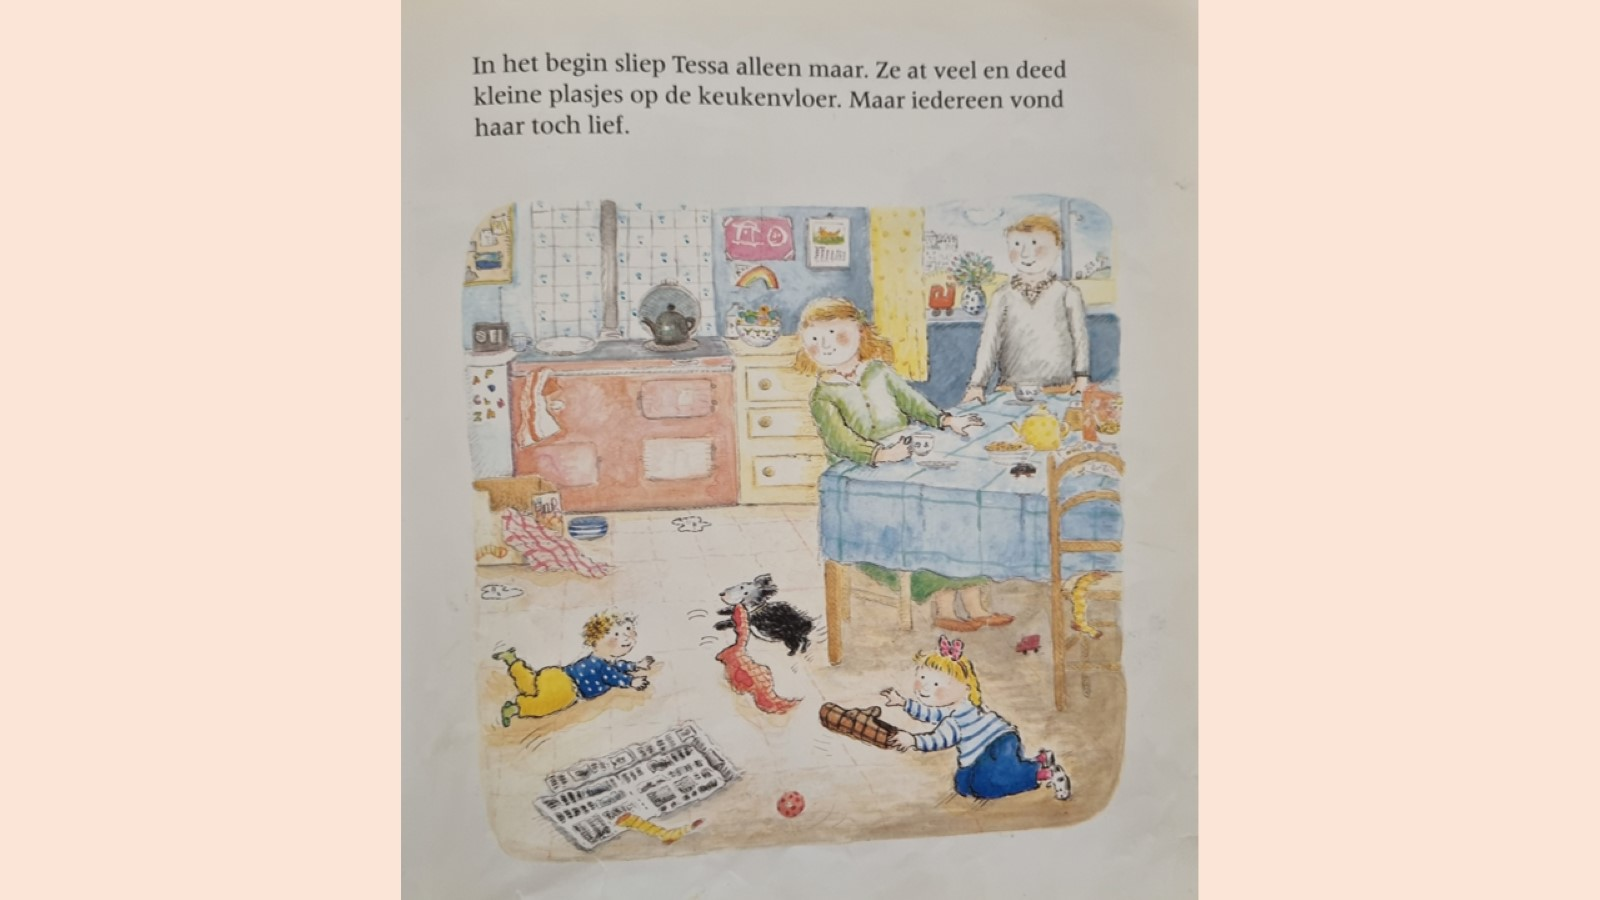 In het begin sliep Tessa alleen maar. Ze at veel en deed
kleine plasjes op de keukenvloer. Maar iedereen vond
haar toch lief.